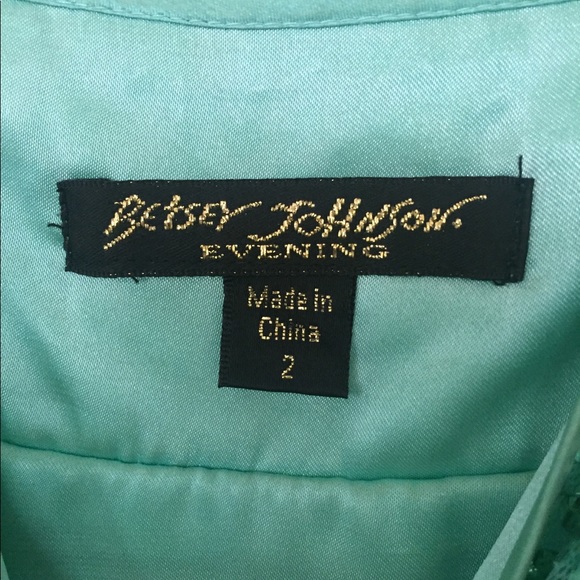 BETSEY JOHNSON.
EVENING
Made in
China
2